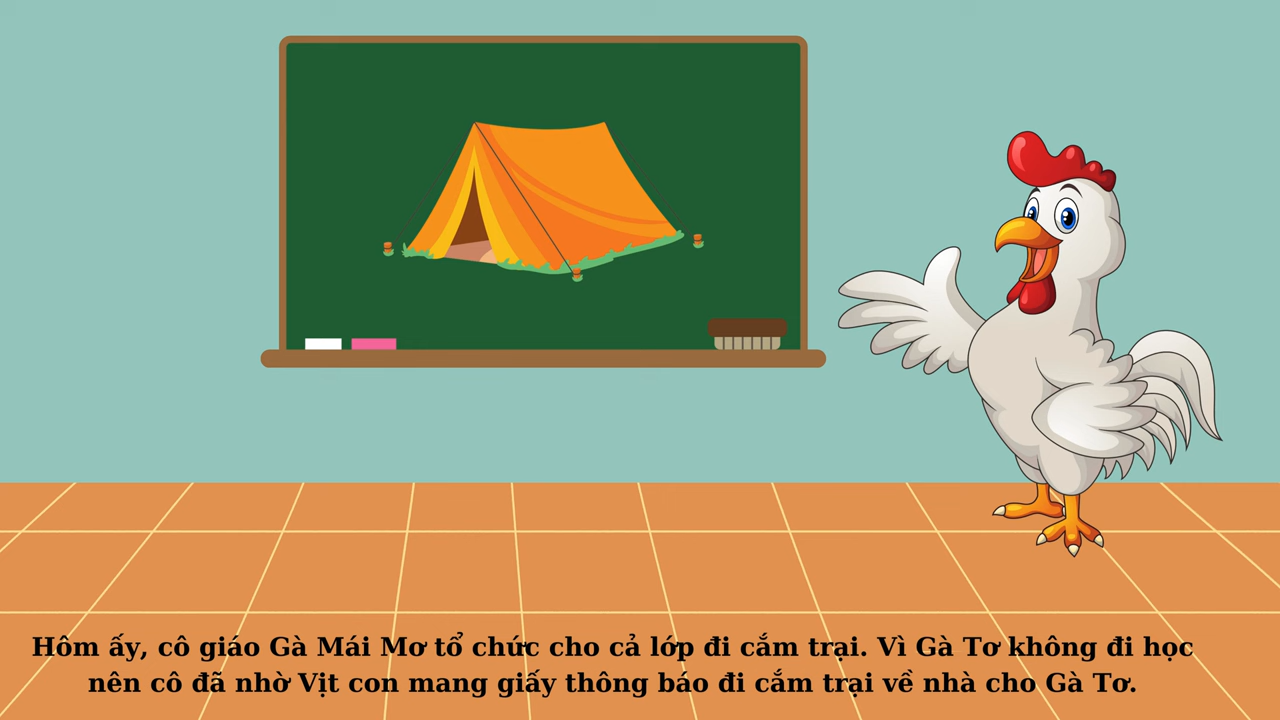 Hôm ấy, cô giáo Gà Mái Mơ tổ chức cho cả lớp đi cắm trại. Vì Gà Tơ không đi học
nên cô đã nhờ Vịt con mang giấy thông báo đi cắm trại về nhà cho Gà Tơ.